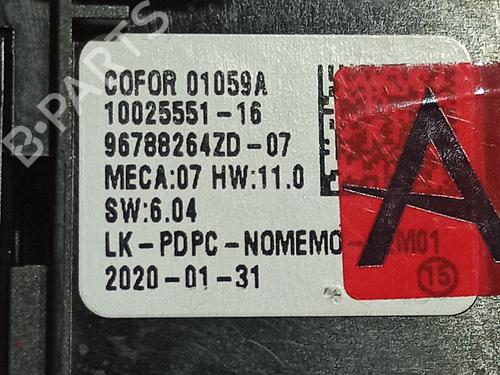 COFOR 01059A
10025551-16
96788264ZD-07
MECA:07 HW:11.0
SW:6.04
LK-PDPC-NOMEMO-
2020-01-31
A
15
B-PARTS